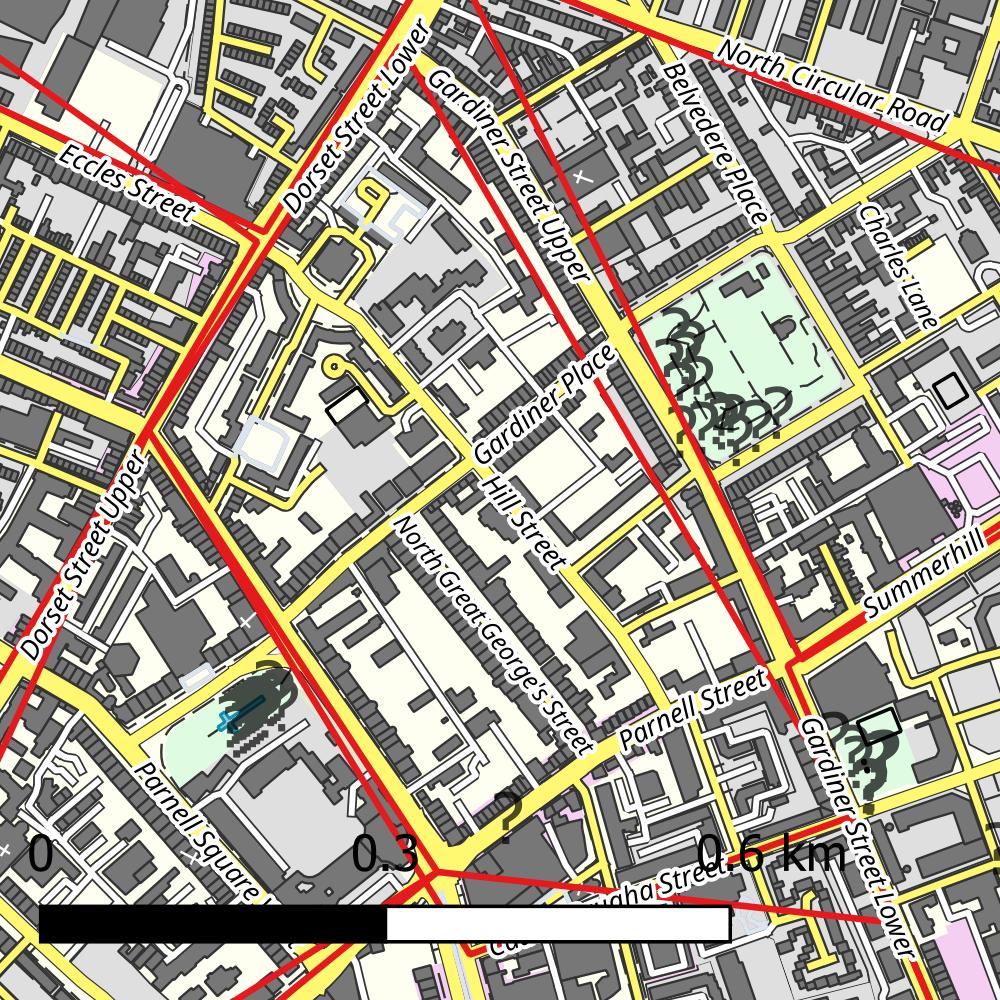 Dorset Street Lower
North Circular Road
Gardiner Street Upper
Belvedere Place
Eccles Street
Charles Lane
Gardiner Place
Hill Street
North Great George's Street
Dorset Street Upper
Summerhill
Parnell Street
Parnell Square
Gardiner Street Lower
0
0.3
0.6 km
Street
?